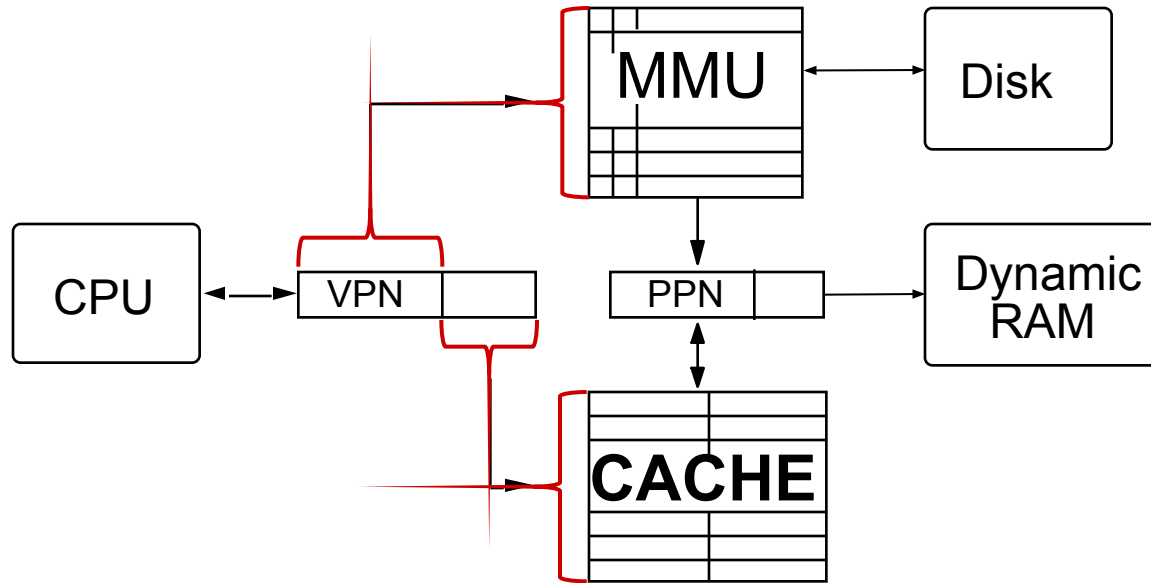 MMU
Disk
CPU
VPN
PPN
Dynamic
RAM
CACHE